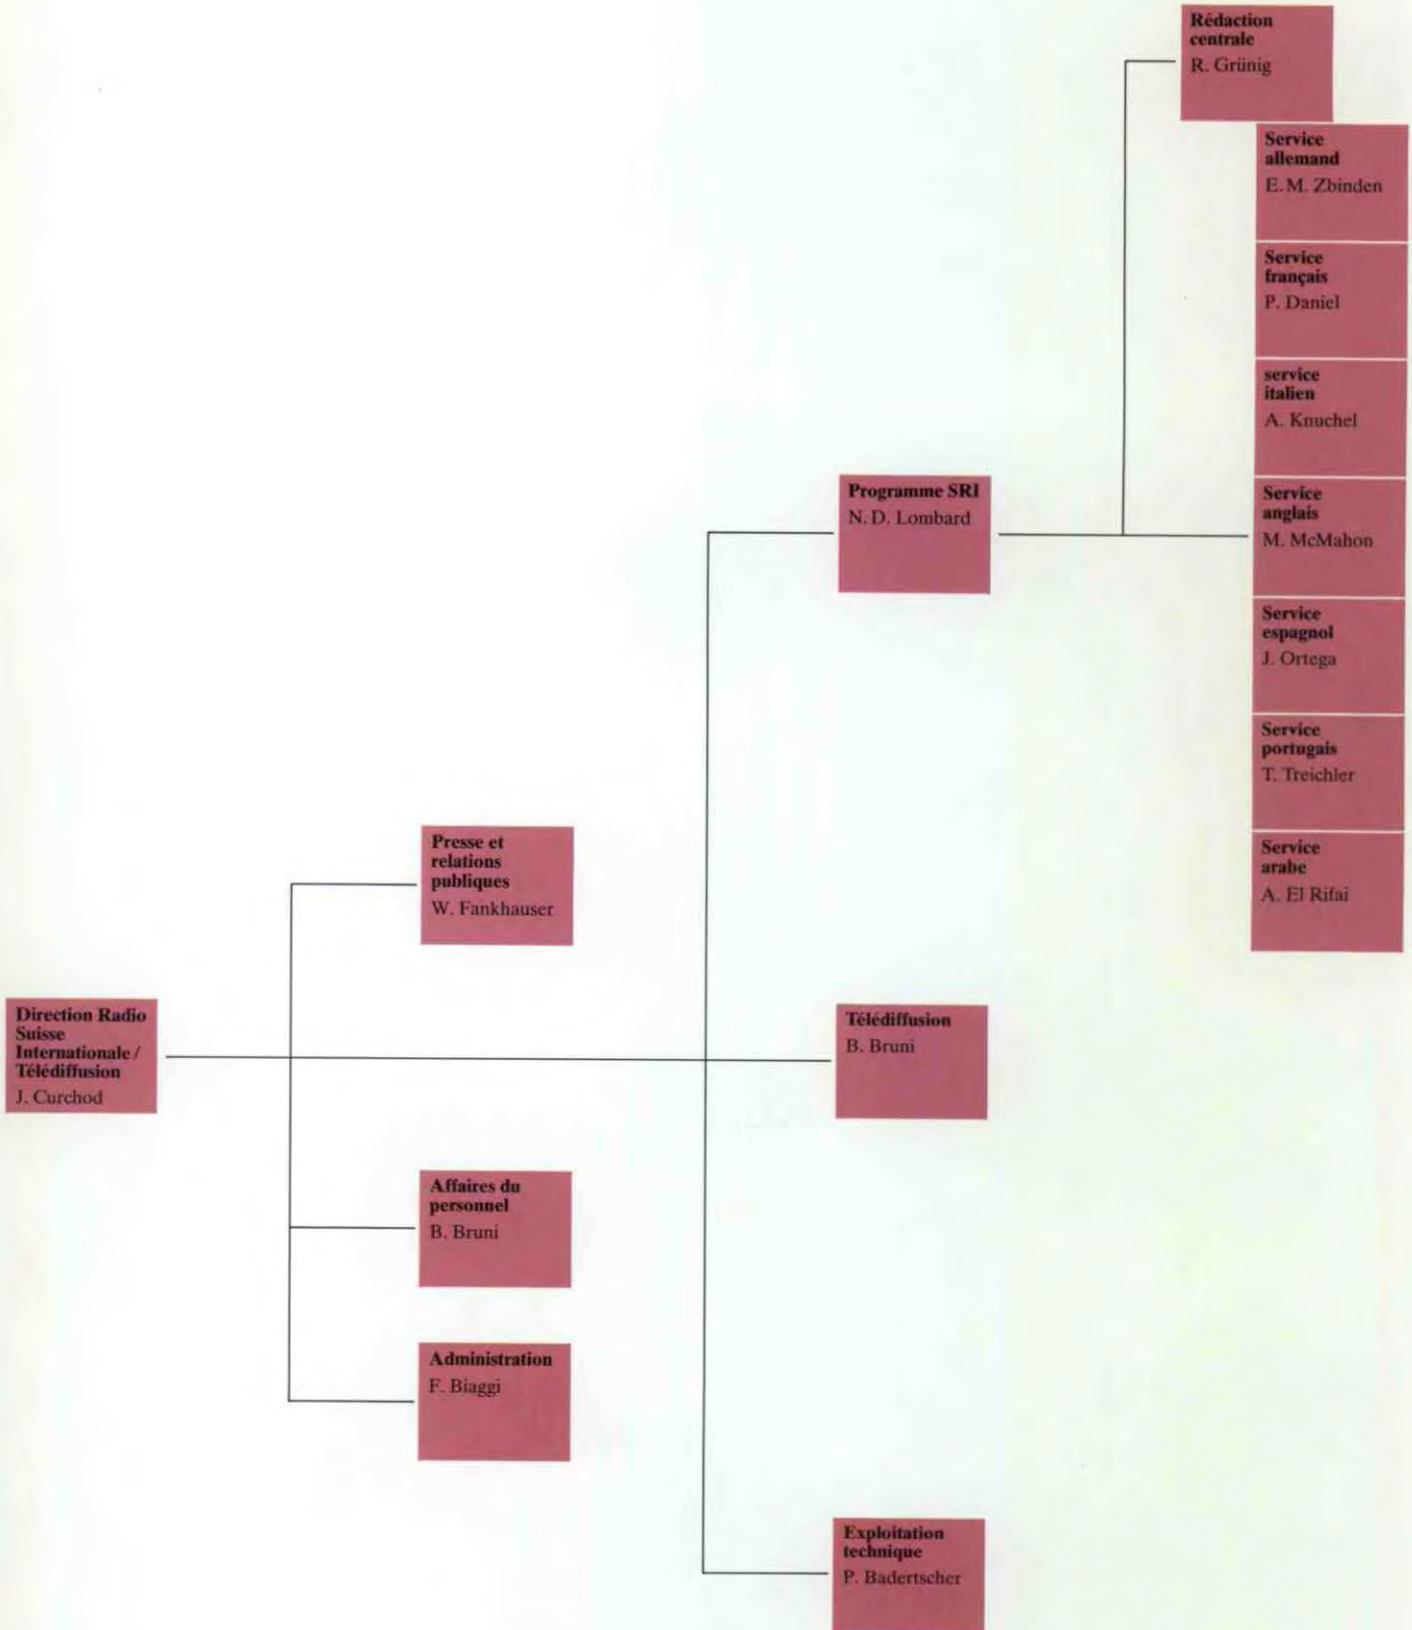 Rédaction
centrale
R. Grünig
Service
allemand
E. M. Zbinden
Service
français
P. Daniel
service
italien
A. Knuchel
Programme SRI
N. D. Lombard
Service
anglais
M. McMahon
Service
espagnol
J. Ortega
Service
portugais
T. Treichler
Service
arabe
A. El Rifai
Presse et
relations
publiques
W. Fankhauser
Direction Radio
Suisse
Internationale /
Télédiffusion
J. Curchod
Télédiffusion
B. Bruni
Affaires du
personnel
B. Bruni
Administration
F. Biaggi
Exploitation
technique
P. Badertscher